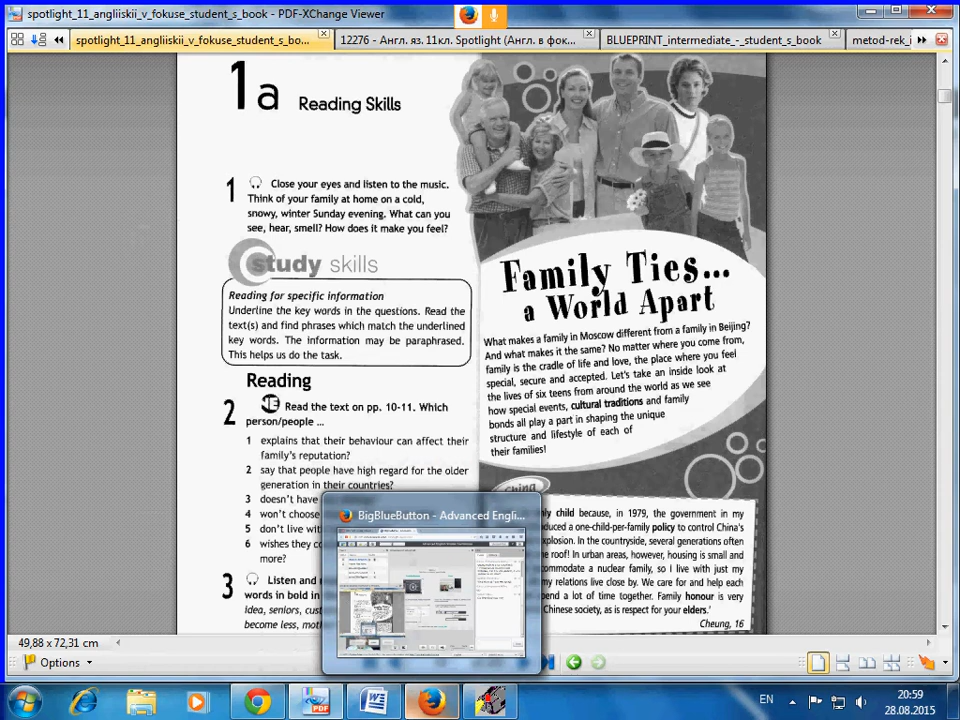 spotlight_11_angliiskii_v_fokuse_student_s_book - PDF-XChange Viewer
spotlight_11_angliiskii_v_fokuse_student_s_bo...
12276 - Англ. яз. 11кл. Spotlight (Англ. в фок...
BLUEPRINT_intermediate_-_student_s_book
metod-rek_
1a Reading Skills
1 Close your eyes and listen to the music.
Think of your family at home on a cold,
snowy, winter Sunday evening. What can you
see, hear, smell? How does it make you feel?
study skills
Reading for specific information
Underline the key words in the questions. Read the
text(s) and find phrases which match the underlined
key words. The information may be paraphrased.
This helps us do the task.
Reading
2 Read the text on pp. 10-11. Which
person/people ...
1 explains that their behaviour can affect their
family's reputation?
2 say that people have high regard for the older
generation in their countries?
3 doesn't have
4 won't choose
5 don't live wit
6 wishes they co
more?
3 Listen and
words in bold in
idea, seniors, cust
become less, mot
Family Ties...
a World Apart
What makes a family in Moscow different from a family in Beijing?
And what makes it the same? No matter where you come from,
family is the cradle of life and love, the place where you feel
special, secure and accepted. Let's take an inside look at
the lives of six teens from around the world as we see
how special events, cultural traditions and family
bonds all play a part in shaping the unique
structure and lifestyle of each of
their families!
China
nly child because, in 1979, the government in my
duced a one-child-per-family policy to control China's
xplosion. In the countryside, several generations often
he roof! In urban areas, however, housing is small and
commodate a nuclear family, so I live with just my
my relations live close by. We care for and help each
pend a lot of time together. Family honour is very
Chinese society, as is respect for your elders.'
Cheung, 16
BigBlueButton - Advanced Engli...
49,88 x 72,31 cm
Options
EN
20:59
28.08.2015